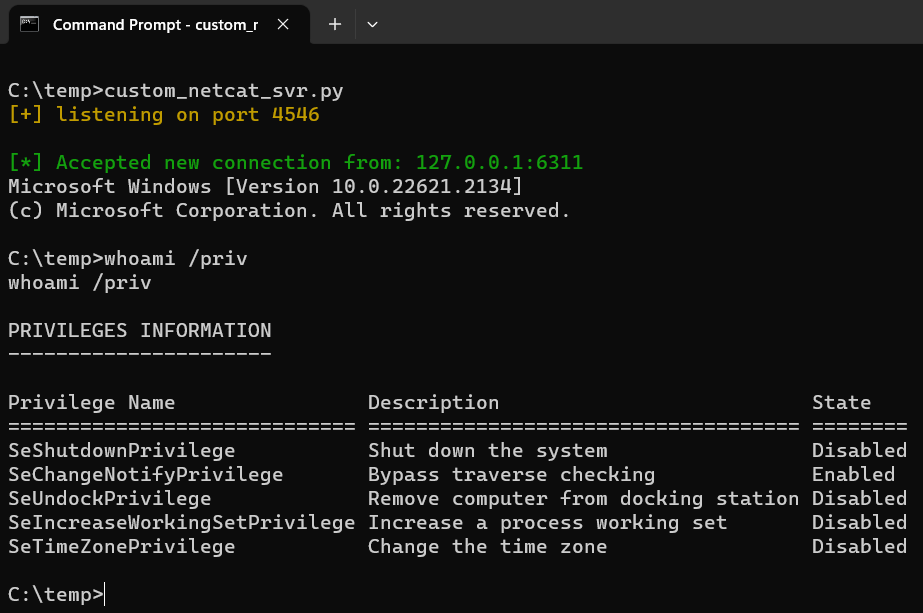 Command Prompt - custom_r
C:\temp>custom_netcat_svr.py
[+] listening on port 4546
[*] Accepted new connection from: 127.0.0.1:6311
Microsoft Windows [Version 10.0.22621.2134]
(c) Microsoft Corporation. All rights reserved.
C:\temp>whoami /priv
whoami /priv
PRIVILEGES INFORMATION
----------------------
Privilege Name                Description                          State
============================= ==================================== ========
SeShutdownPrivilege           Shut down the system                 Disabled
SeChangeNotifyPrivilege       Bypass traverse checking             Enabled
SeUndockPrivilege             Remove computer from docking station Disabled
SeIncreaseWorkingSetPrivilege Increase a process working set       Disabled
SeTimeZonePrivilege           Change the time zone                 Disabled
C:\temp>